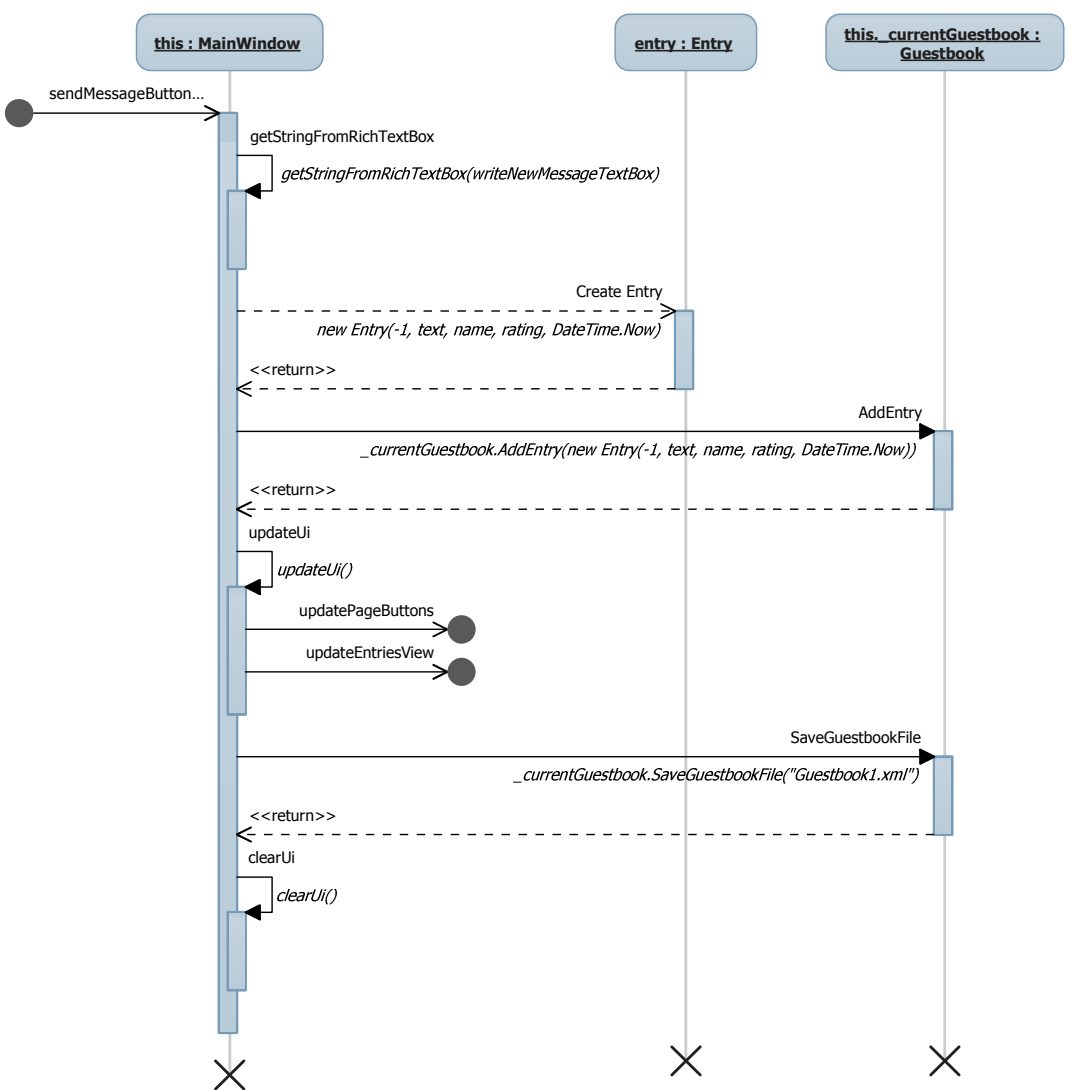 this : MainWindow
entry : Entry
this._currentGuestbook :
Guestbook
sendMessageButton...
getStringFromRichTextBox
getStringFromRichTextBox(writeNewMessageTextBox)
Create Entry
new Entry(-1, text, name, rating, DateTime.Now)
<<return>>
AddEntry
_currentGuestbook.AddEntry(new Entry(-1, text, name, rating, DateTime.Now))
<<return>>
updateUi
updateUi()
updatePageButtons
updateEntriesView
SaveGuestbookFile
_currentGuestbook.SaveGuestbookFile("Guestbook1.xml")
<<return>>
clearUi
clearUi()